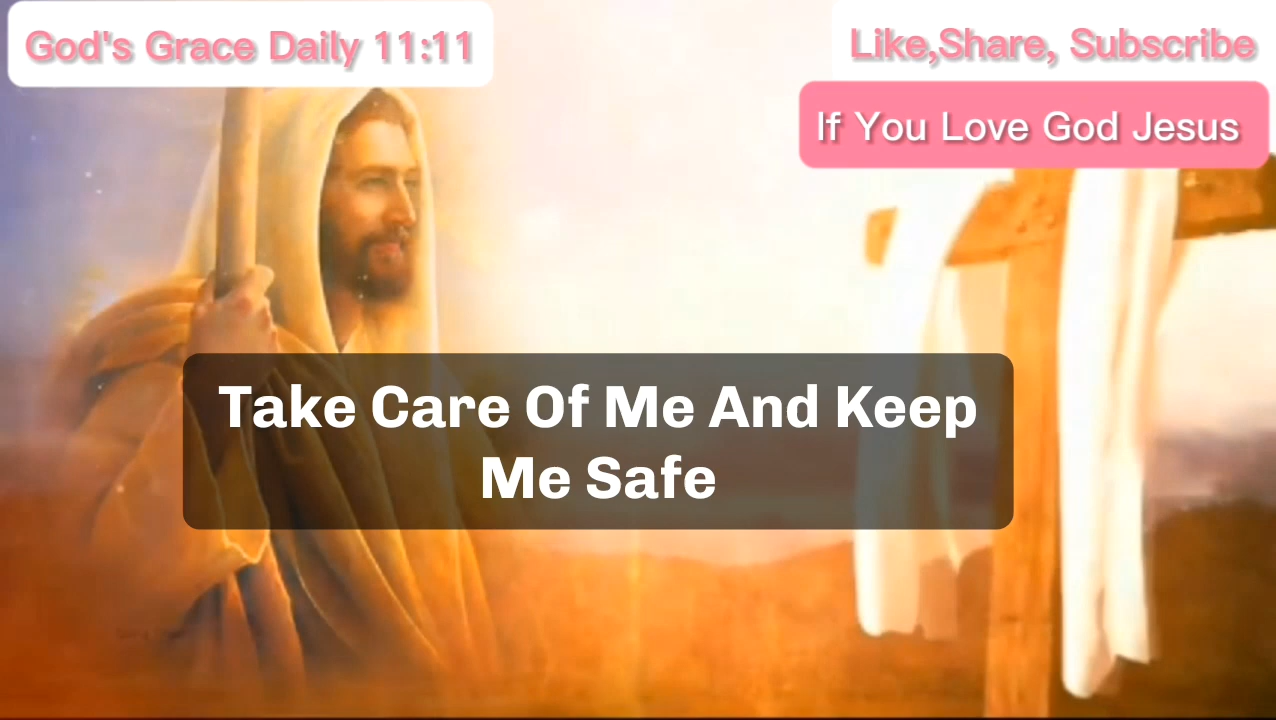 God's Grace Daily 11:11
Like,Share, Subscribe
If You Love God Jesus
Take Care Of Me And Keep
Me Safe